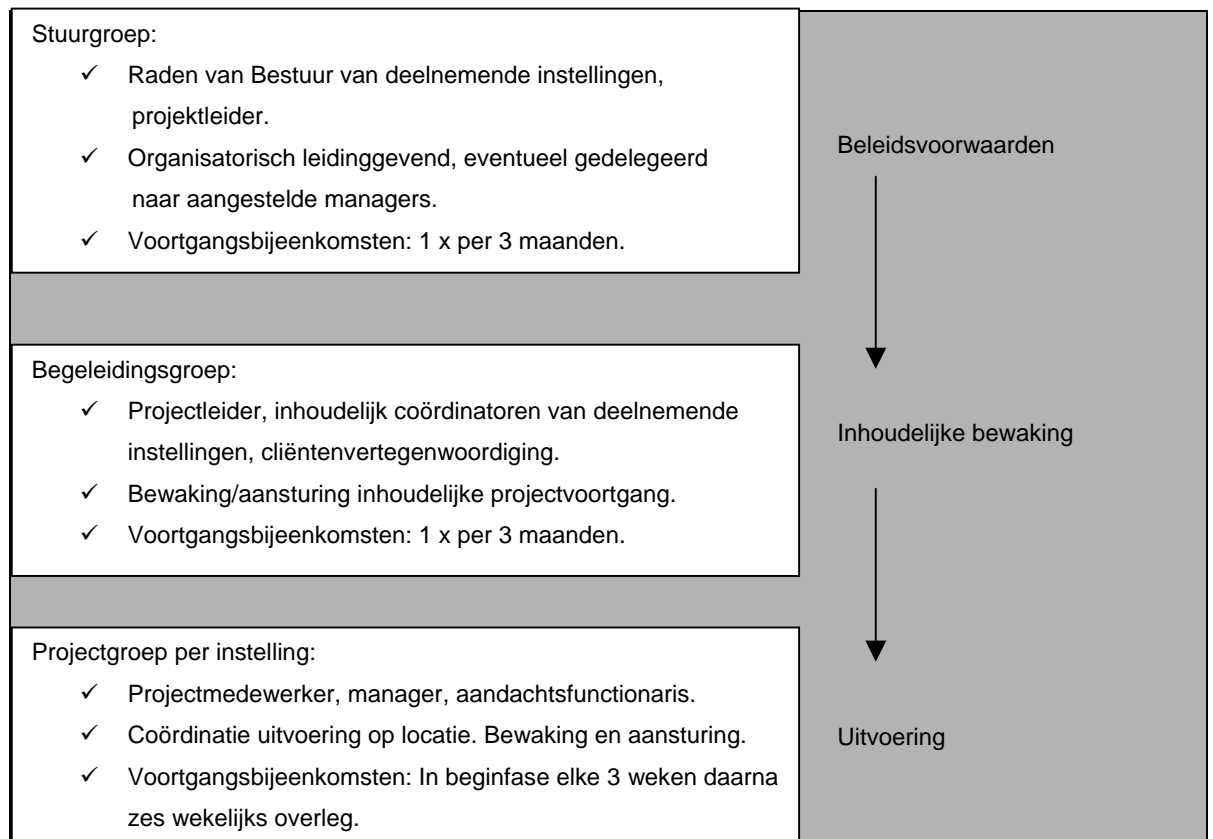 Stuurgroep:
✓ Raden van Bestuur van deelnemende instellingen,
projektleider.
✓ Organisatorisch leidinggevend, eventueel gedelegeerd
naar aangestelde managers.
✓ Voortgangsbijeenkomsten: 1 x per 3 maanden.
Beleidsvoorwaarden
Begeleidingsgroep:
✓ Projectleider, inhoudelijk coördinatoren van deelnemende
instellingen, cliëntenvertegenwoordiging.
✓ Bewaking/aansturing inhoudelijke projectvoortgang.
✓ Voortgangsbijeenkomsten: 1 x per 3 maanden.
Inhoudelijke bewaking
Projectgroep per instelling:
✓ Projectmedewerker, manager, aandachtsfunctionaris.
✓ Coördinatie uitvoering op locatie. Bewaking en aansturing.
✓ Voortgangsbijeenkomsten: In beginfase elke 3 weken daarna
zes wekelijks overleg.
Uitvoering